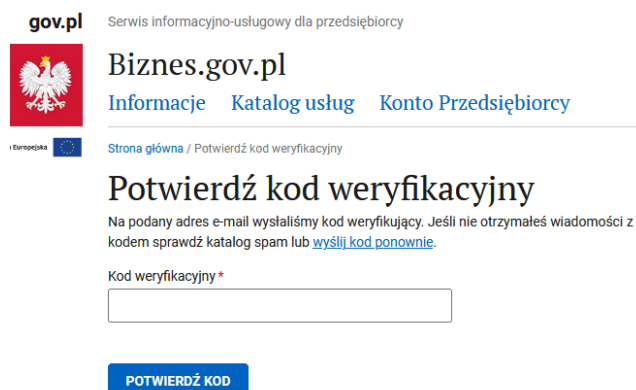 gov.pl
Serwis informacyjno-usługowy dla przedsiębiorcy
Biznes.gov.pl
Informacje Katalog usług Konto Przedsiębiorcy
Europejska
Strona główna / Potwierdź kod weryfikacyjny
Potwierdź kod weryfikacyjny
Na podany adres e-mail wysłaliśmy kod weryfikujący. Jeśli nie otrzymałeś wiadomości z
kodem sprawdź katalog spam lub wyślij kod ponownie.
Kod weryfikacyjny *
POTWIERDŹ KOD